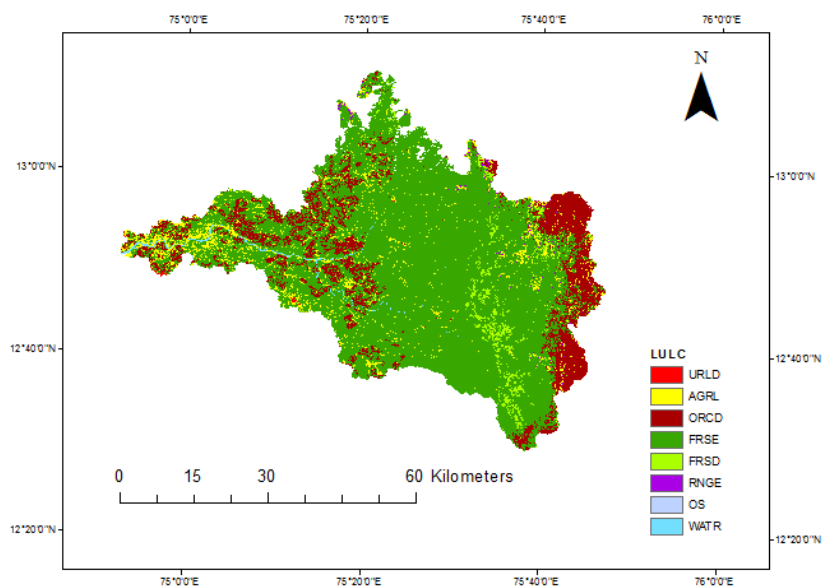 75°0'0"E 75°20'0"E 75°40'0"E 76°0'0"E
N
13°0'0"N 13°0'0"N
12°40'0"N 12°40'0"N
LULC
URLD
AGRL
ORCD
FRSE
FRSD
RNGE
OS
WATR
0 15 30 60 Kilometers
12°20'0"N 12°20'0"N
75°0'0"E 75°20'0"E 75°40'0"E 76°0'0"E